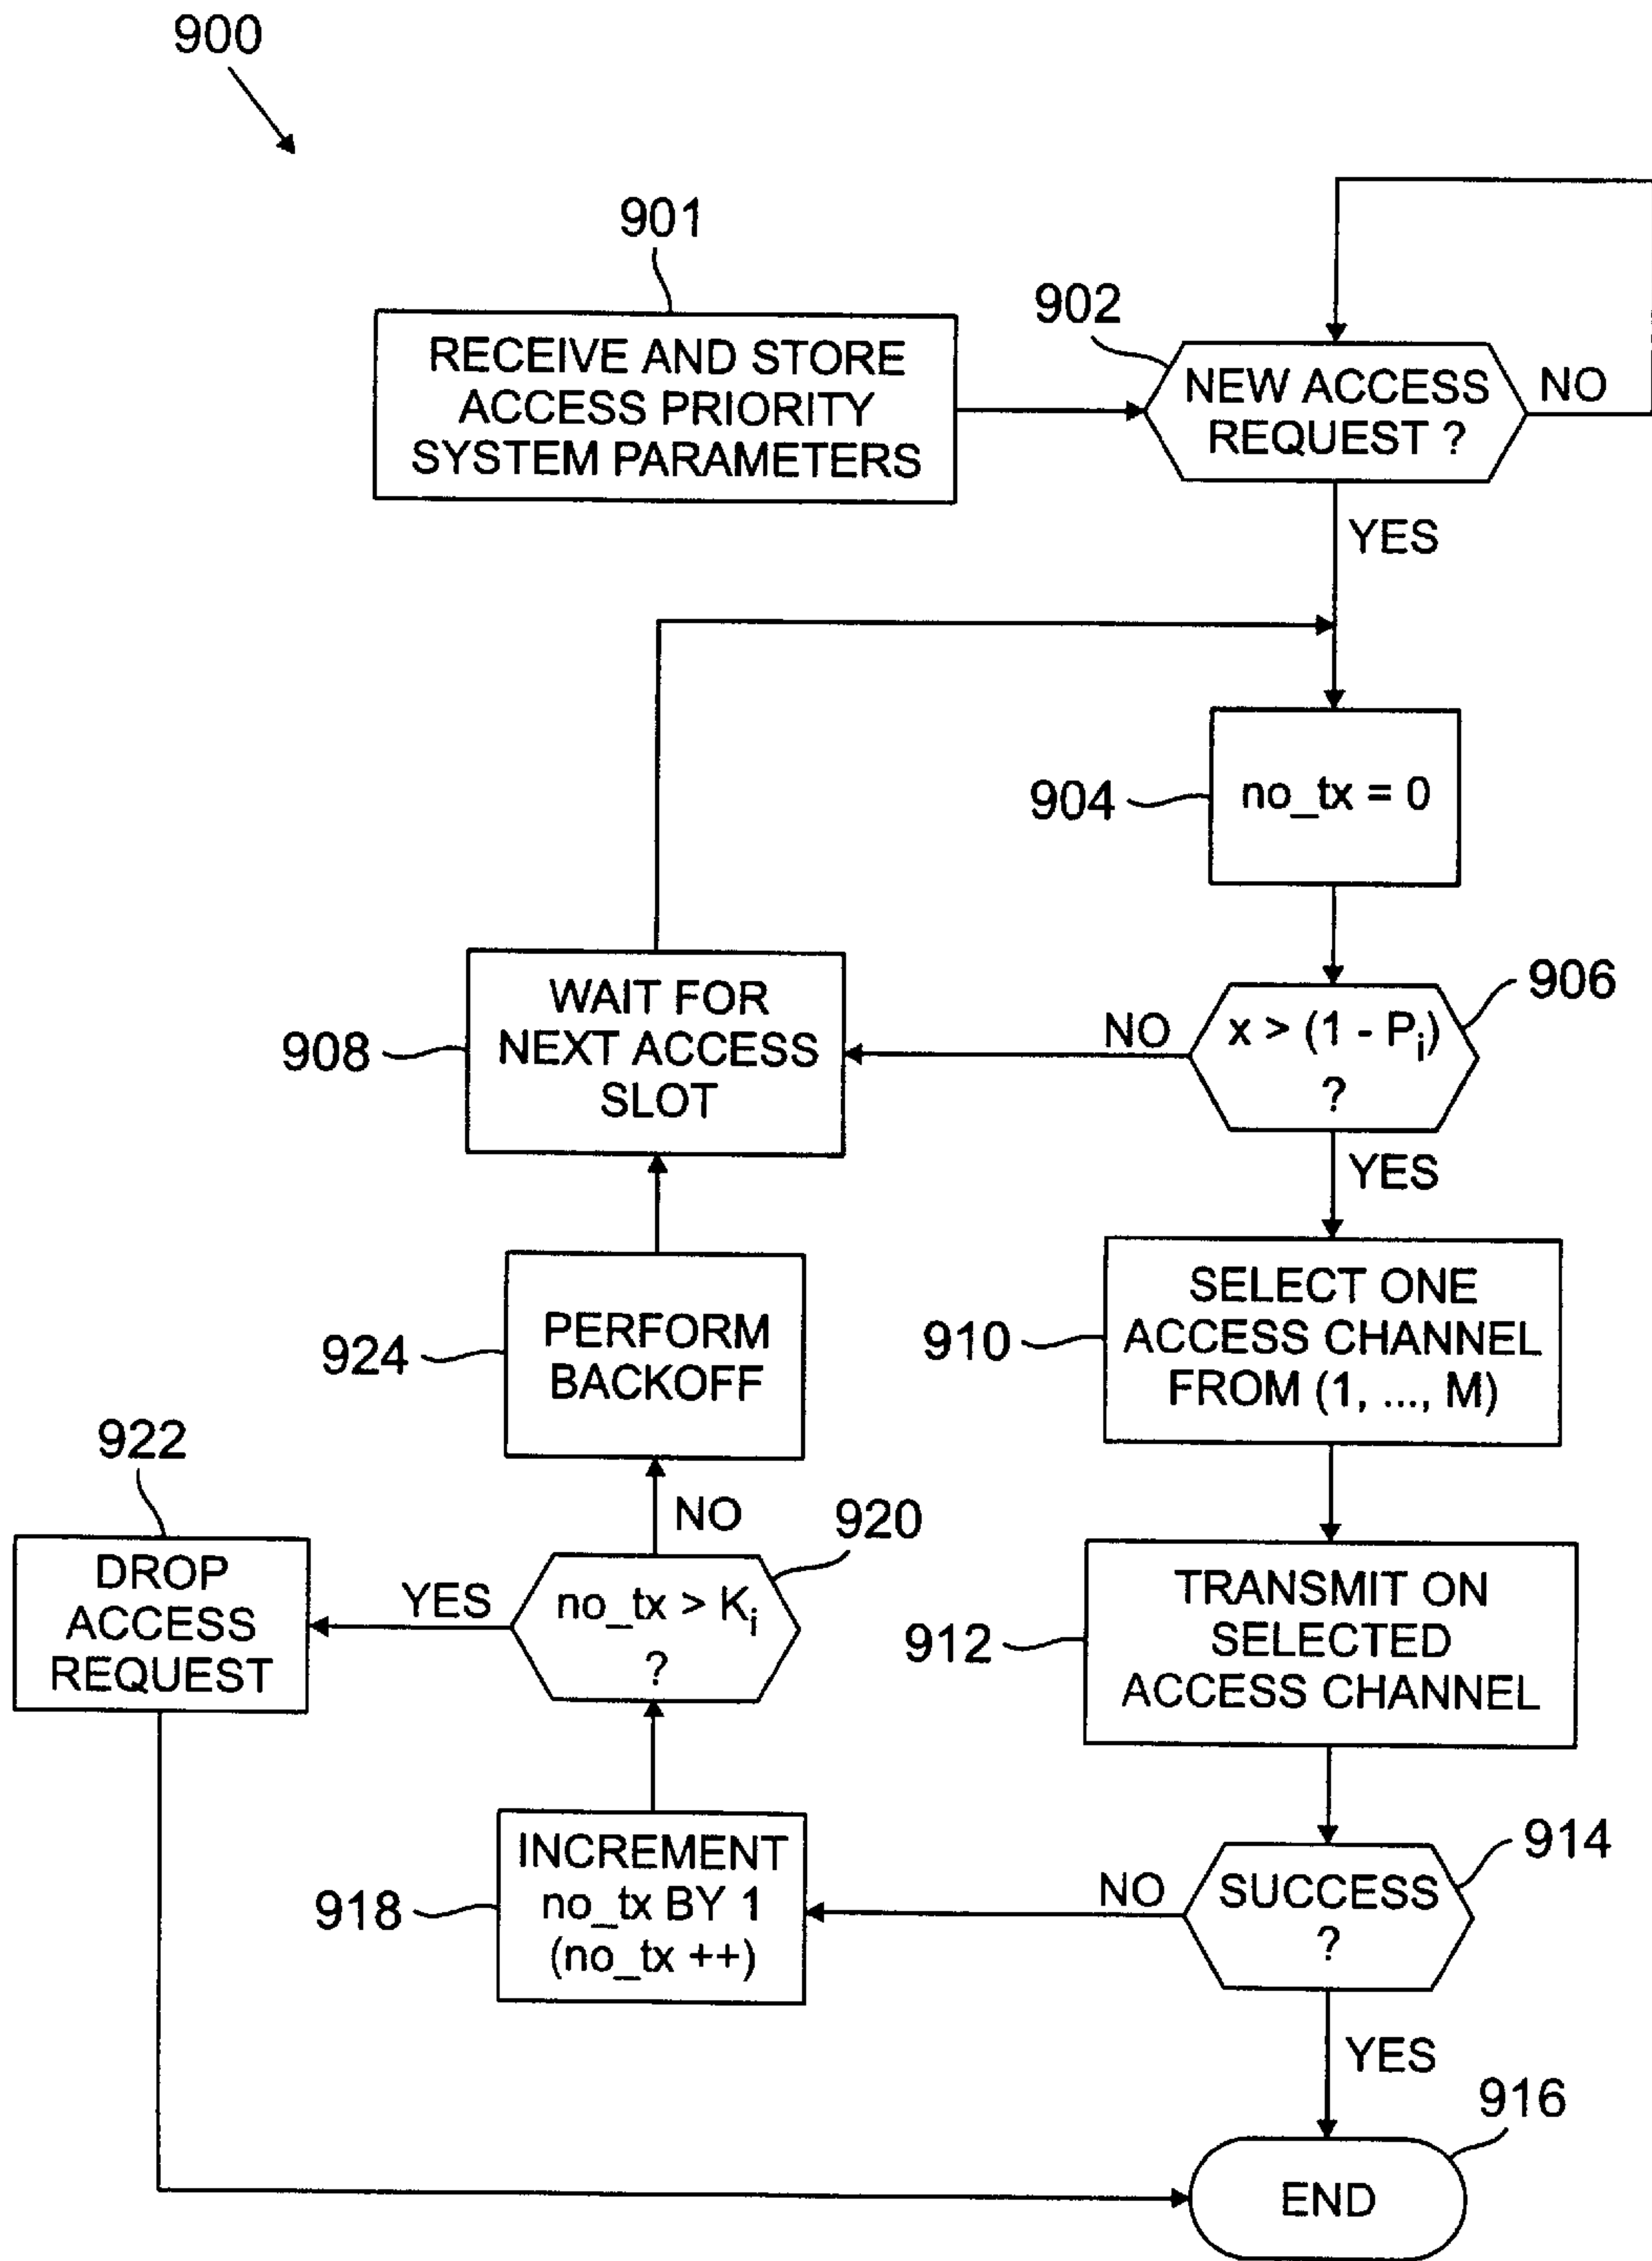 900
901
RECEIVE AND STORE
ACCESS PRIORITY
SYSTEM PARAMETERS
902
NEW ACCESS
REQUEST ?
NO
YES
904
no_tx = 0
906
x > (1 - Pi)
?
NO
908
WAIT FOR
NEXT ACCESS
SLOT
YES
910
SELECT ONE
ACCESS CHANNEL
FROM (1, ..., M)
924
PERFORM
BACKOFF
912
TRANSMIT ON
SELECTED
ACCESS CHANNEL
922
DROP
ACCESS
REQUEST
YES
NO
920
no_tx > Ki
?
914
SUCCESS
?
NO
918
INCREMENT
no_tx BY 1
(no_tx ++)
YES
916
END